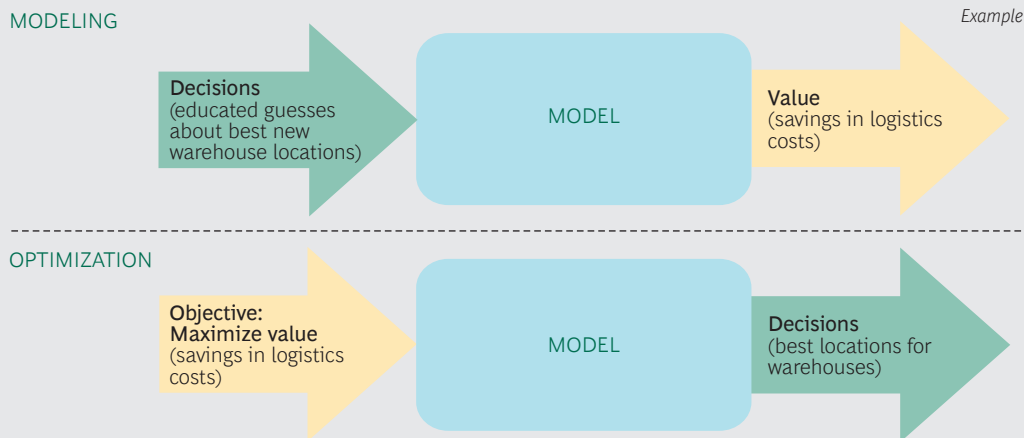 MODELING
Example
Decisions
(educated guesses
about best new
warehouse locations)
MODEL
Value
(savings in logistics
costs)
OPTIMIZATION
Objective:
Maximize value
(savings in logistics
costs)
MODEL
Decisions
(best locations for
warehouses)